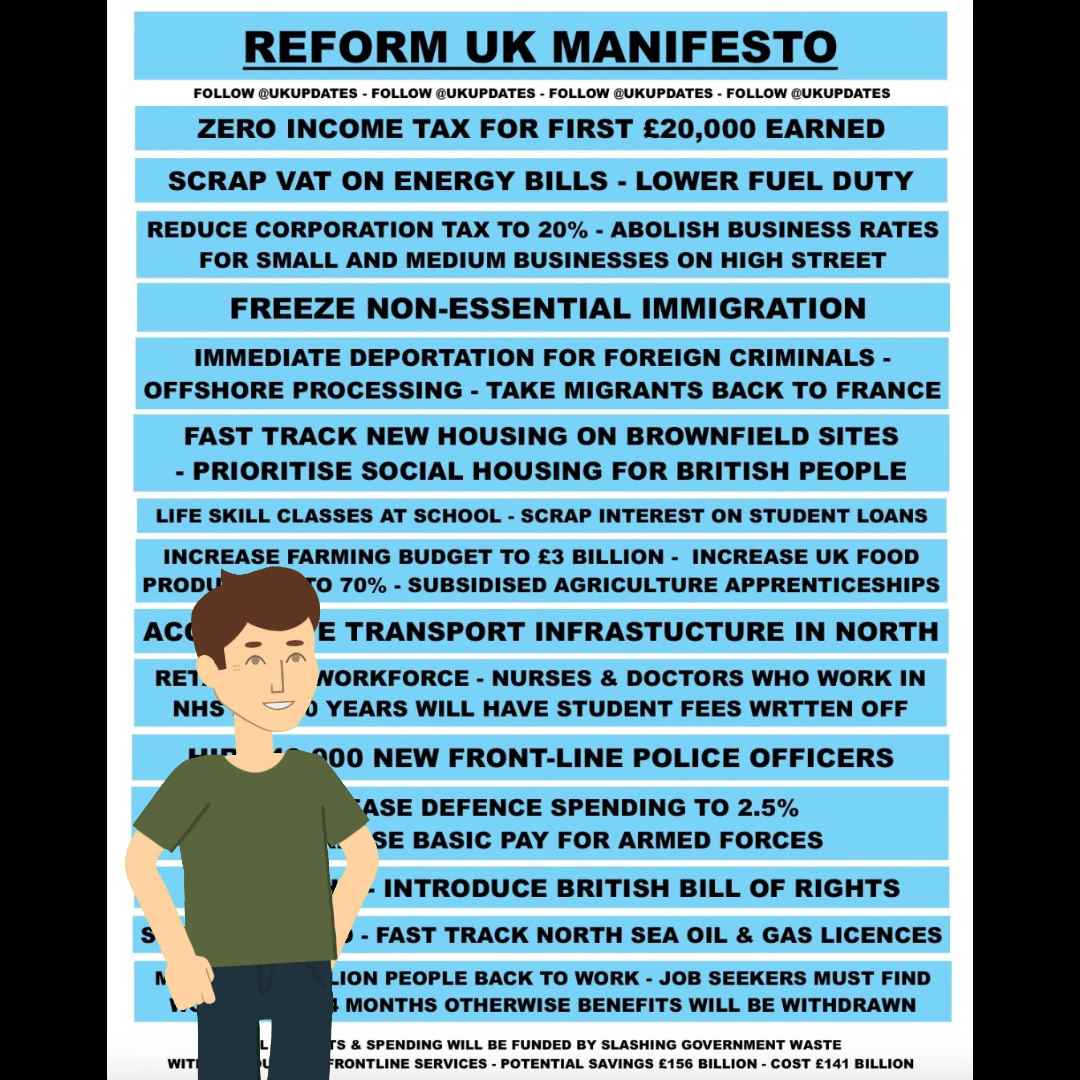 REFORM UK MANIFESTO
FOLLOW @UKUPDATES - FOLLOW @UKUPDATES - FOLLOW @UKUPDATES - FOLLOW @UKUPDATES
ZERO INCOME TAX FOR FIRST £20,000 EARNED
SCRAP VAT ON ENERGY BILLS - LOWER FUEL DUTY
REDUCE CORPORATION TAX TO 20% - ABOLISH BUSINESS RATES
FOR SMALL AND MEDIUM BUSINESSES ON HIGH STREET
FREEZE NON-ESSENTIAL IMMIGRATION
IMMEDIATE DEPORTATION FOR FOREIGN CRIMINALS -
OFFSHORE PROCESSING - TAKE MIGRANTS BACK TO FRANCE
FAST TRACK NEW HOUSING ON BROWNFIELD SITES
- PRIORITISE SOCIAL HOUSING FOR BRITISH PEOPLE
LIFE SKILL CLASSES AT SCHOOL - SCRAP INTEREST ON STUDENT LOANS
INCREASE FARMING BUDGET TO £3 BILLION - INCREASE UK FOOD
TO 70% - SUBSIDISED AGRICULTURE APPRENTICESHIPS
TRANSPORT INFRASTUCTURE IN NORTH
WORKFORCE - NURSES & DOCTORS WHO WORK IN
NHS YEARS WILL HAVE STUDENT FEES WRTTEN OFF
NEW FRONT-LINE POLICE OFFICERS
DEFENCE SPENDING TO 2.5%
BASIC PAY FOR ARMED FORCES
- INTRODUCE BRITISH BILL OF RIGHTS
- FAST TRACK NORTH SEA OIL & GAS LICENCES
PEOPLE BACK TO WORK - JOB SEEKERS MUST FIND
MONTHS OTHERWISE BENEFITS WILL BE WITHDRAWN
& SPENDING WILL BE FUNDED BY SLASHING GOVERNMENT WASTE
FRONTLINE SERVICES - POTENTIAL SAVINGS £156 BILLION - COST £141 BILLION